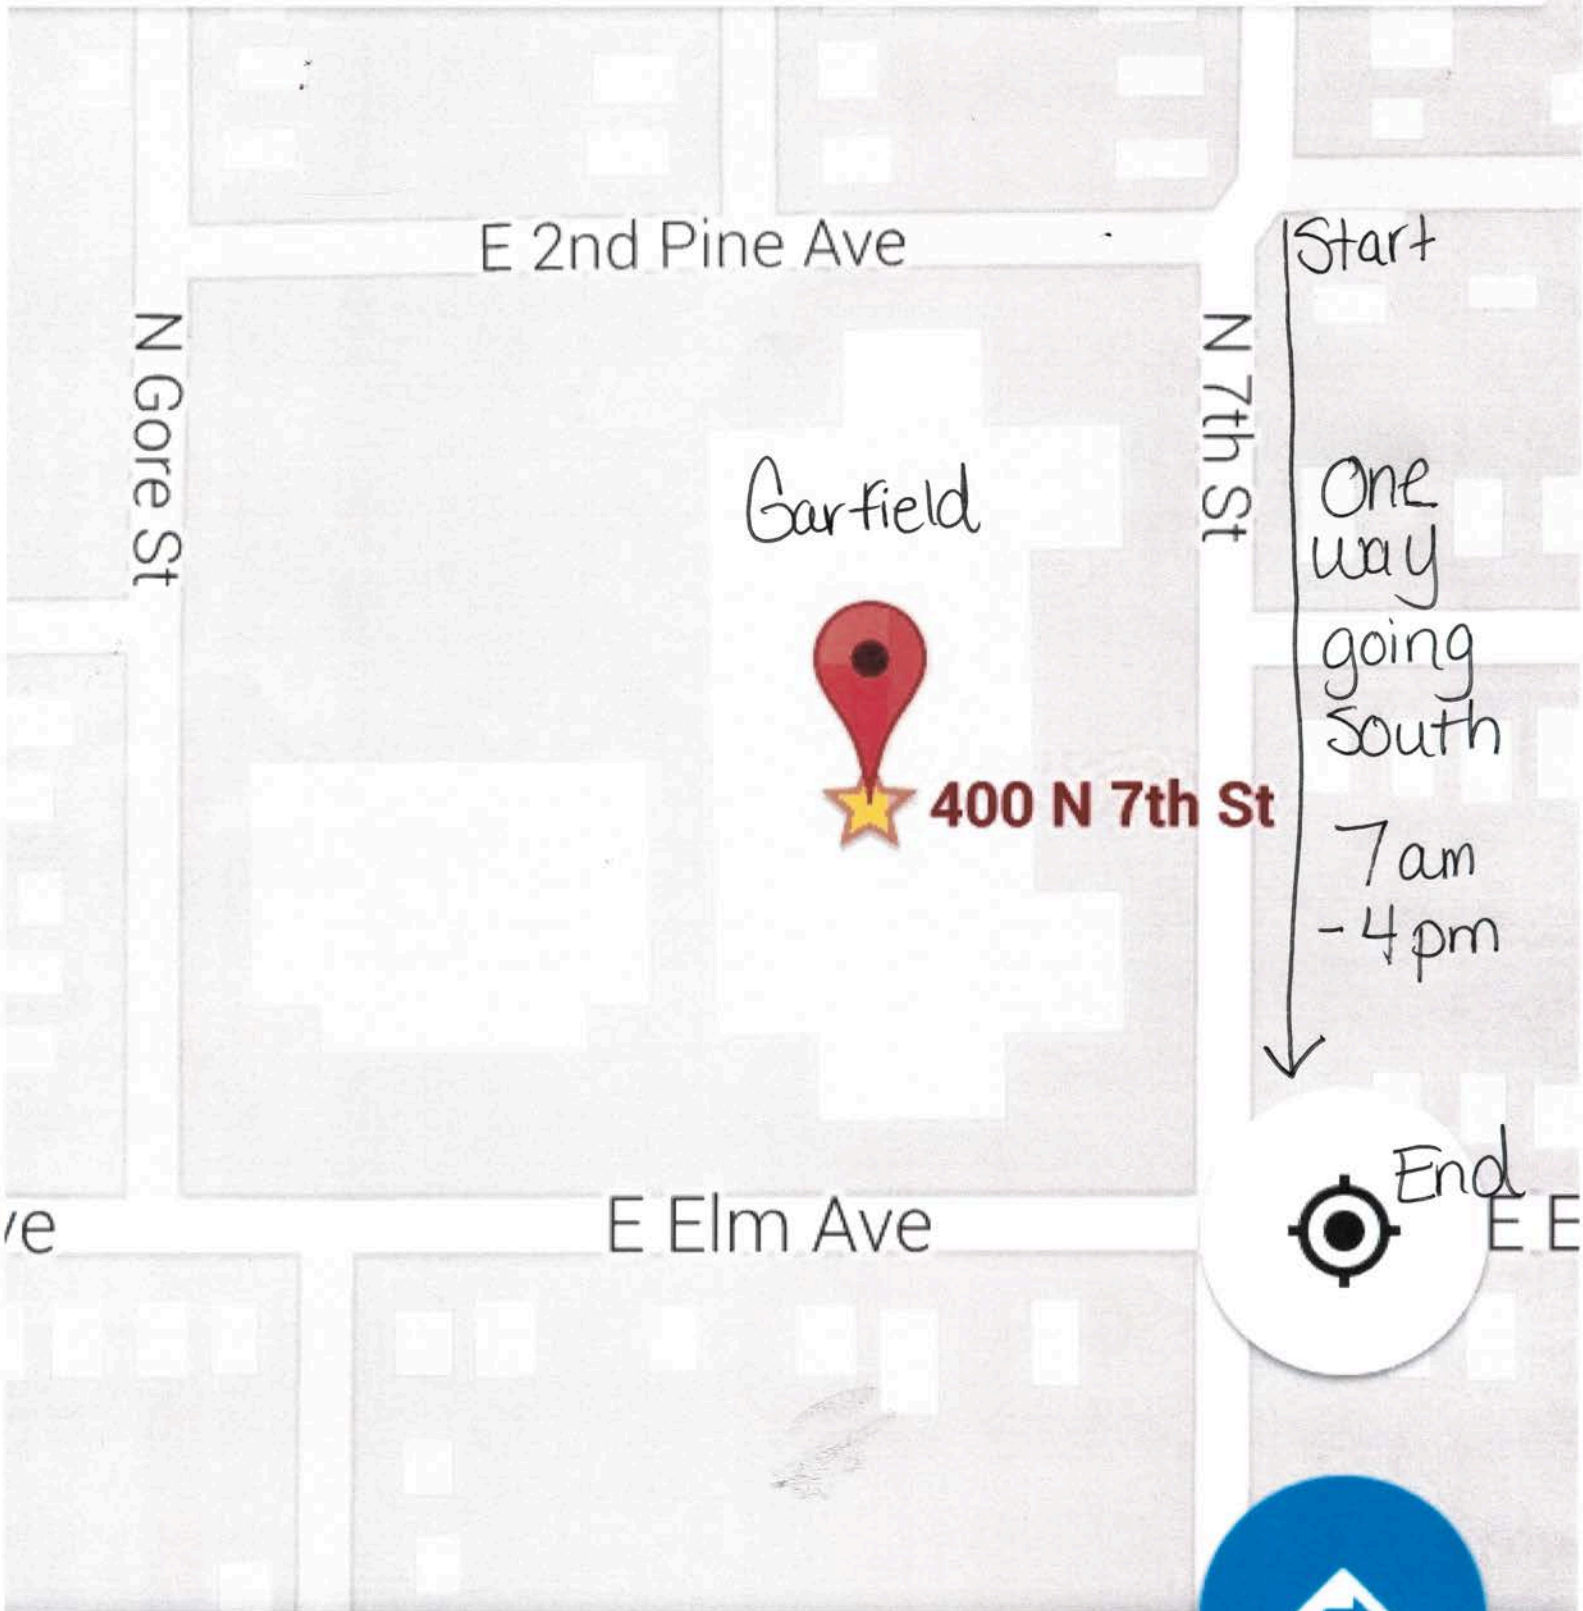 E 2nd Pine Ave
Start
N Gore St
N 7th St
Garfield
One
way
going
South
400 N 7th St
7am
-4pm
End
ve
E Elm Ave
E E